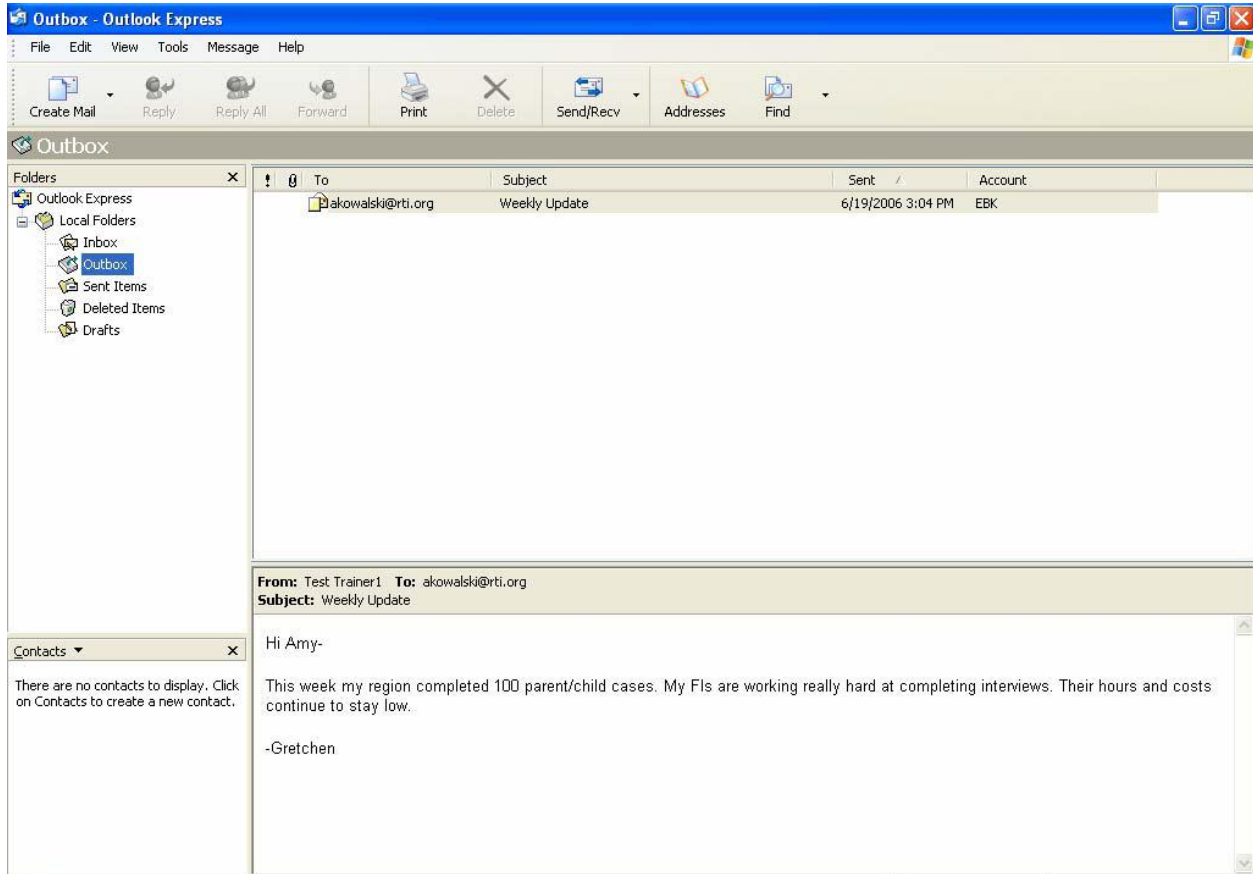 Outbox - Outlook Express
File Edit View Tools Message Help
Create Mail Reply Reply All Forward Print Delete Send/Recv Addresses Find
Outbox
Folders
Outlook Express
Local Folders
Inbox
Outbox
Sent Items
Deleted Items
Drafts
Contacts
There are no contacts to display. Click
on Contacts to create a new contact.
! To Subject Sent Account
akowalski@rti.org Weekly Update 6/19/2006 3:04 PM EBK
From: Test Trainer1 To: akowalski@rti.org
Subject: Weekly Update
Hi Amy-
This week my region completed 100 parent/child cases. My FIs are working really hard at completing interviews. Their hours and costs
continue to stay low.
-Gretchen